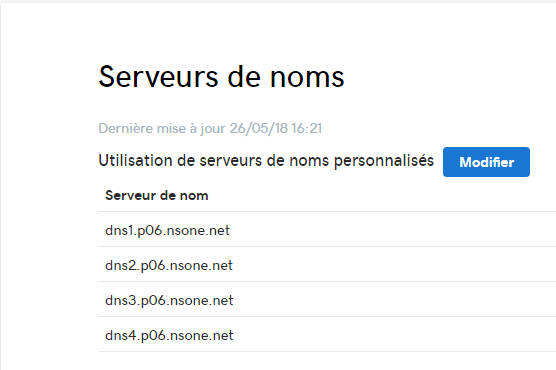 Serveurs de noms
Dernière mise à jour 26/05/18 16:21
Utilisation de serveurs de noms personnalisés Modifier
Serveur de nom
dns1.p06.nsone.net
dns2.p06.nsone.net
dns3.p06.nsone.net
dns4.p06.nsone.net